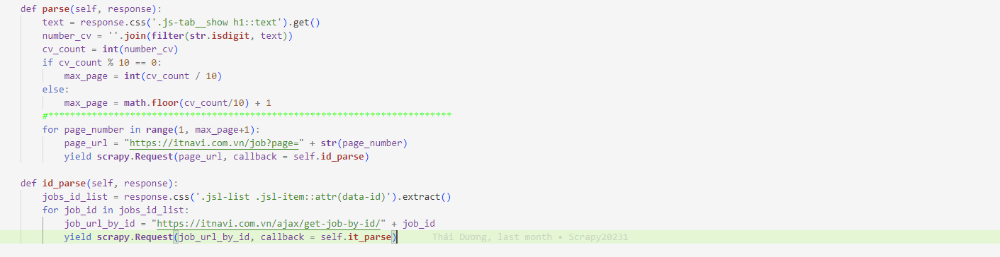 def parse(self, response):
    text = response.css('.js-tab__show h1::text').get()
    number_cv = ''.join(filter(str.isdigit, text))
    cv_count = int(number_cv)
    if cv_count % 10 == 0:
        max_page = int(cv_count / 10)
    else:
        max_page = math.floor(cv_count/10) + 1
    #**************************************************************************
    for page_number in range(1, max_page+1):
        page_url = "https://itnavi.com.vn/job?page=" + str(page_number)
        yield scrapy.Request(page_url, callback = self.id_parse)

def id_parse(self, response):
    jobs_id_list = response.css('.jsl-list .jsl-item::attr(data-id)').extract()
    for job_id in jobs_id_list:
        job_url_by_id = "https://itnavi.com.vn/ajax/get-job-by-id/" + job_id
        yield scrapy.Request(job_url_by_id, callback = self.it_parse) Thái Dương, last month • Scrapy20231